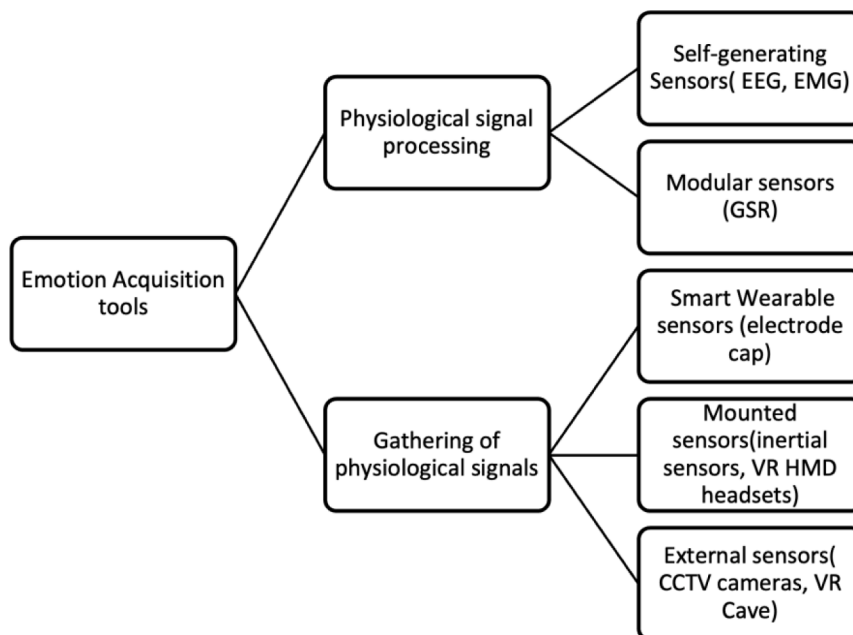 Emotion Acquisition
tools
Physiological signal
processing
Self-generating
Sensors( EEG, EMG)
Modular sensors
(GSR)
Gathering of
physiological signals
Smart Wearable
sensors (electrode
cap)
Mounted
sensors(inertial
sensors, VR HMD
headsets)
External sensors(
CCTV cameras, VR
Cave)